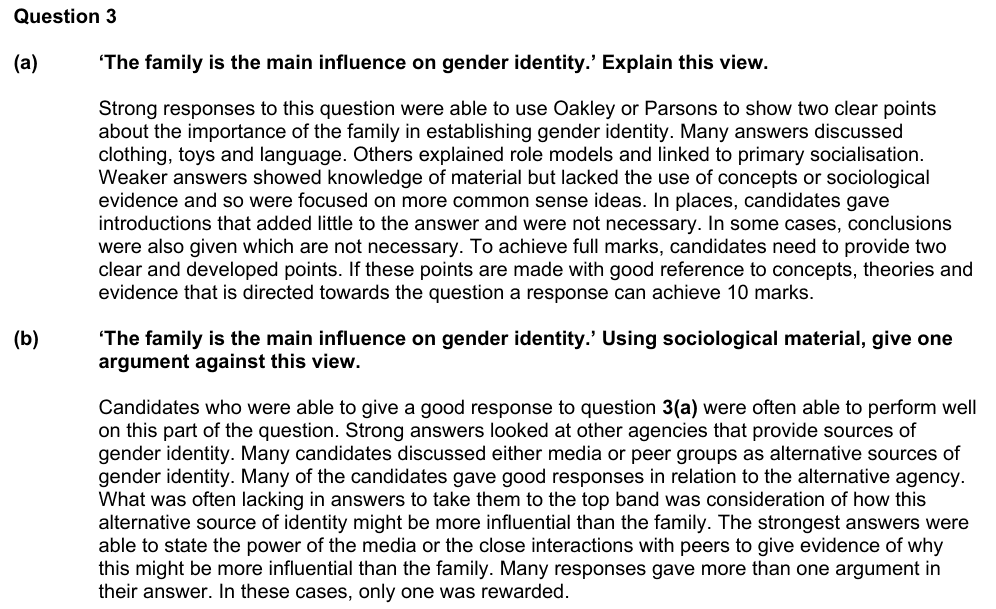 Question 3
(a) ‘The family is the main influence on gender identity.’ Explain this view.
Strong responses to this question were able to use Oakley or Parsons to show two clear points
about the importance of the family in establishing gender identity. Many answers discussed
clothing, toys and language. Others explained role models and linked to primary socialisation.
Weaker answers showed knowledge of material but lacked the use of concepts or sociological
evidence and so were focused on more common sense ideas. In places, candidates gave
introductions that added little to the answer and were not necessary. In some cases, conclusions
were also given which are not necessary. To achieve full marks, candidates need to provide two
clear and developed points. If these points are made with good reference to concepts, theories and
evidence that is directed towards the question a response can achieve 10 marks.
(b) ‘The family is the main influence on gender identity.’ Using sociological material, give one
argument against this view.
Candidates who were able to give a good response to question 3(a) were often able to perform well
on this part of the question. Strong answers looked at other agencies that provide sources of
gender identity. Many candidates discussed either media or peer groups as alternative sources of
gender identity. Many of the candidates gave good responses in relation to the alternative agency.
What was often lacking in answers to take them to the top band was consideration of how this
alternative source of identity might be more influential than the family. The strongest answers were
able to state the power of the media or the close interactions with peers to give evidence of why
this might be more influential than the family. Many responses gave more than one argument in
their answer. In these cases, only one was rewarded.